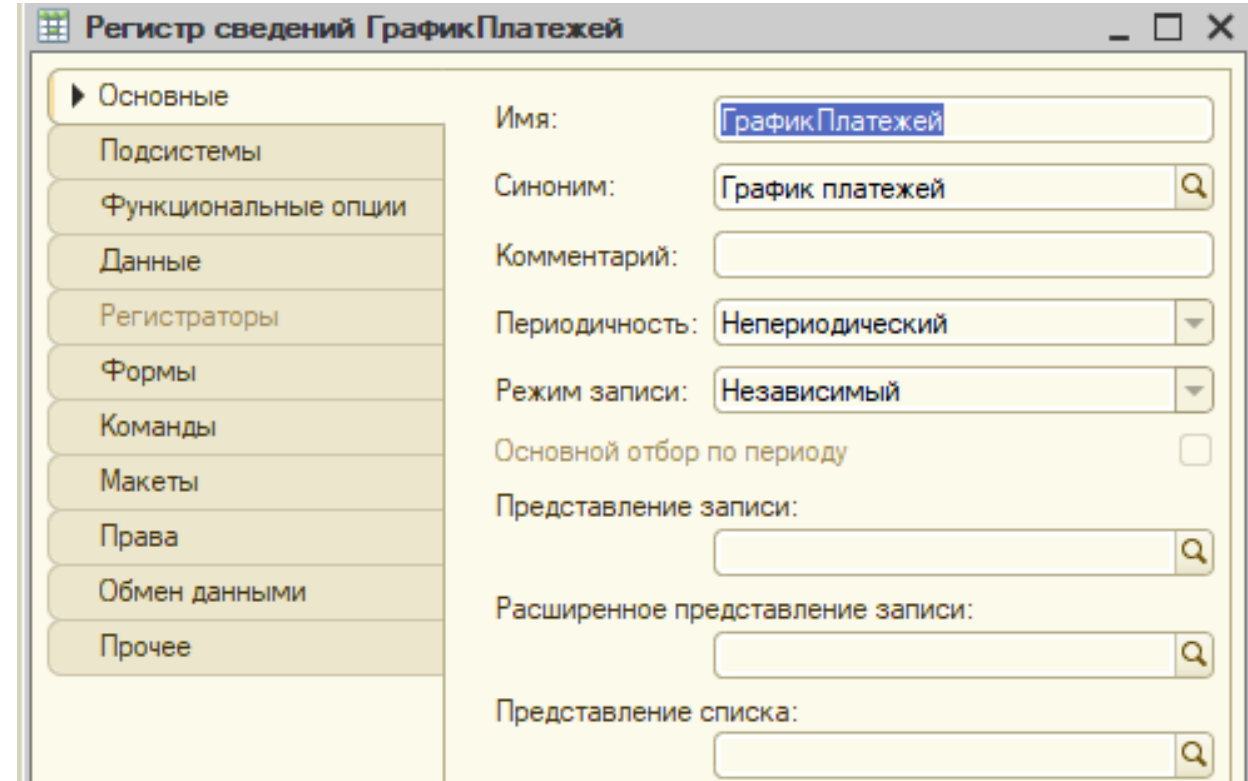 Регистр сведений ГрафикПлатежей
Основные
Подсистемы
Функциональные опции
Данные
Регистраторы
Формы
Команды
Макеты
Права
Обмен данными
Прочее
Имя: ГрафикПлатежей
Синоним: График платежей
Комментарий:
Периодичность: Непериодический
Режим записи: Независимый
Основной отбор по периоду
Представление записи:
Расширенное представление записи:
Представление списка: